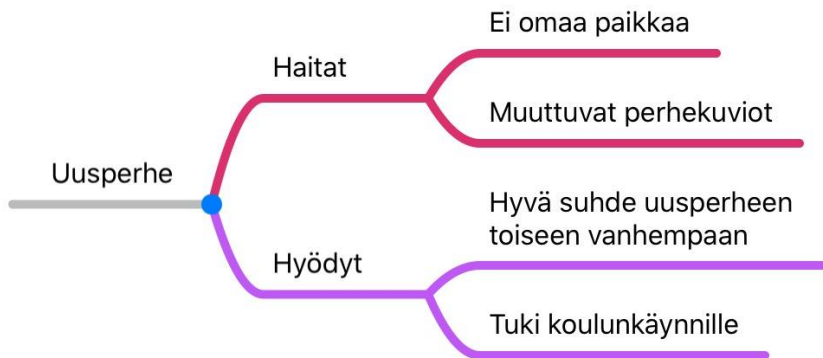 Uusperhe
Haitat
Ei omaa paikkaa
Muuttuvat perhekuviot
Hyödyt
Hyvä suhde uusperheen
toiseen vanhempaan
Tuki koulunkäynnille